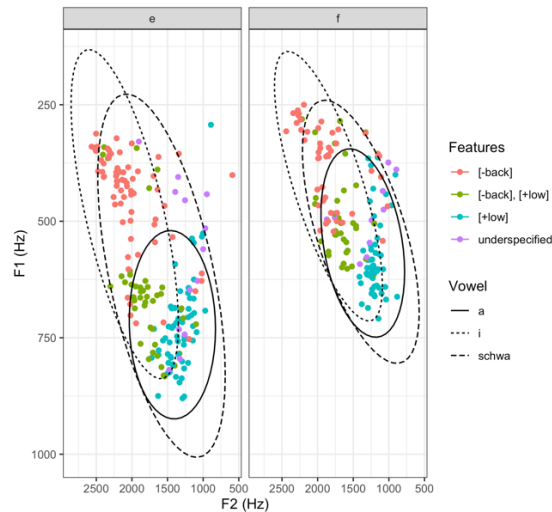 e
f
250
500
750
1000
F1 (Hz)
2500 2000 1500 1000 500
2500 2000 1500 1000 500
F2 (Hz)
Features
[-back]
[-back], [+low]
[+low]
underspecified
Vowel
a
i
schwa